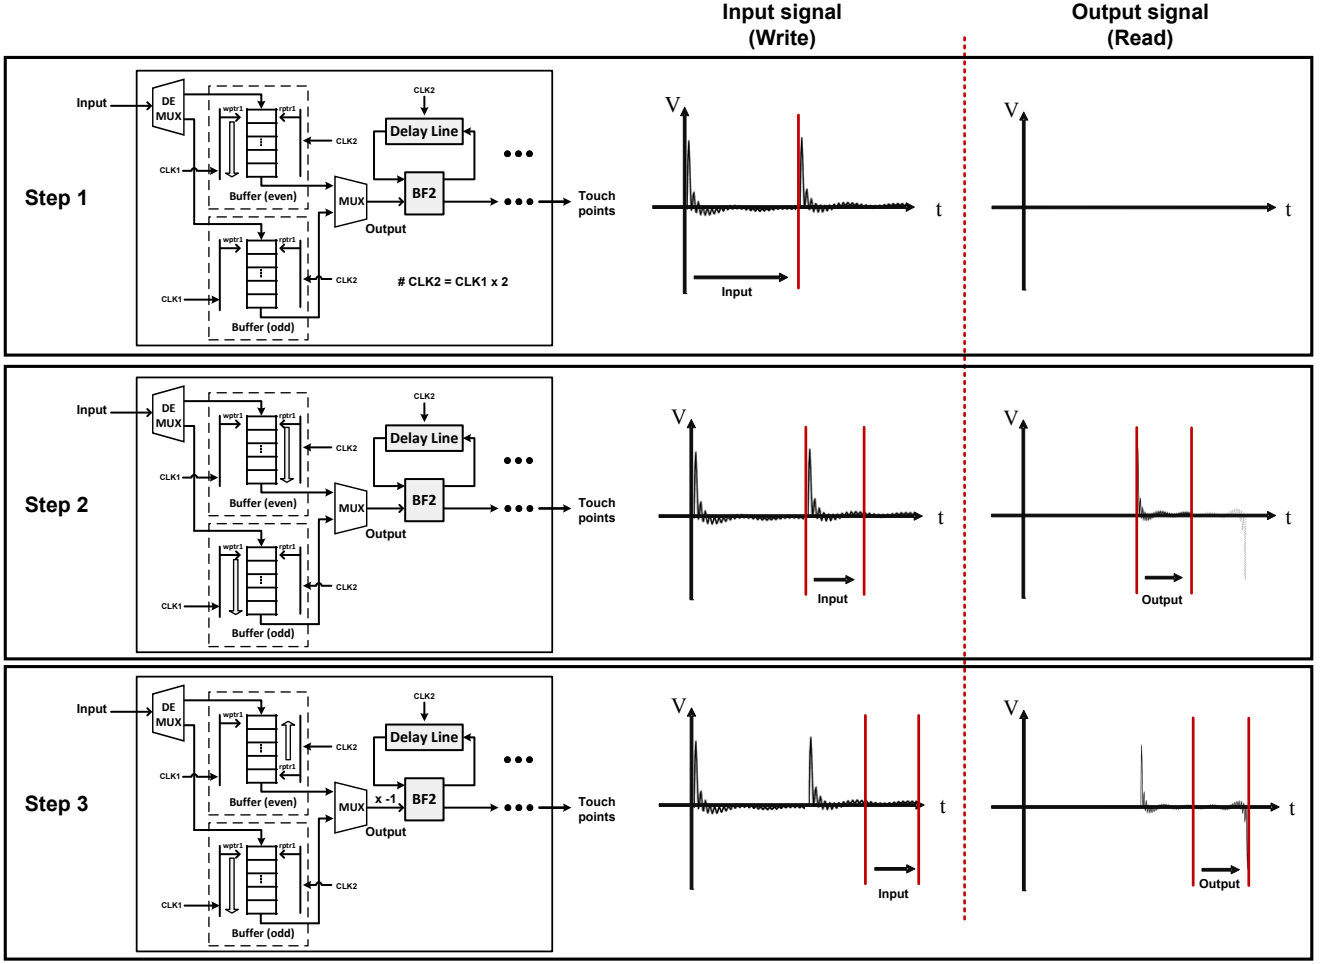 Input signal
(Write)
Output signal
(Read)
Step 1
Input
DE
MUX
wptr1
rptr1
CLK1
CLK2
Buffer (even)
wptr1
rptr1
CLK1
CLK2
Buffer (odd)
MUX
Output
CLK2
Delay Line
BF2
Touch
points
# CLK2 = CLK1 x 2
V
t
Input
V
t
Step 2
Input
DE
MUX
wptr1
rptr1
CLK1
CLK2
Buffer (even)
wptr1
rptr1
CLK1
CLK2
Buffer (odd)
MUX
Output
CLK2
Delay Line
BF2
Touch
points
V
t
Input
V
t
Output
Step 3
Input
DE
MUX
wptr1
rptr1
CLK1
CLK2
Buffer (even)
wptr1
rptr1
CLK1
CLK2
Buffer (odd)
MUX
x -1
Output
CLK2
Delay Line
BF2
Touch
points
V
t
Input
V
t
Output